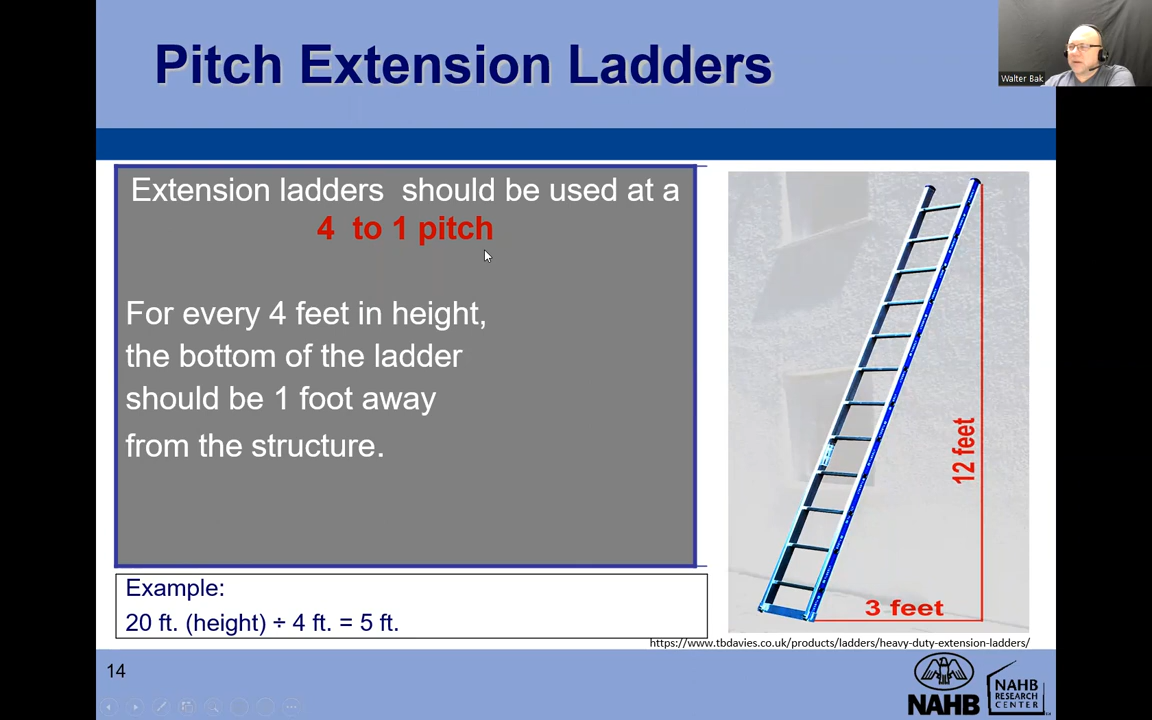 Pitch Extension Ladders
Walter Bak
Extension ladders should be used at a
4 to 1 pitch
For every 4 feet in height,
the bottom of the ladder
should be 1 foot away
from the structure.
12 feet
3 feet
Example:
20 ft. (height) ÷ 4 ft. = 5 ft.
https://www.tbdavies.co.uk/products/ladders/heavy-duty-extension-ladders/
14
NAHB
NAHB
RESEARCH
CENTER